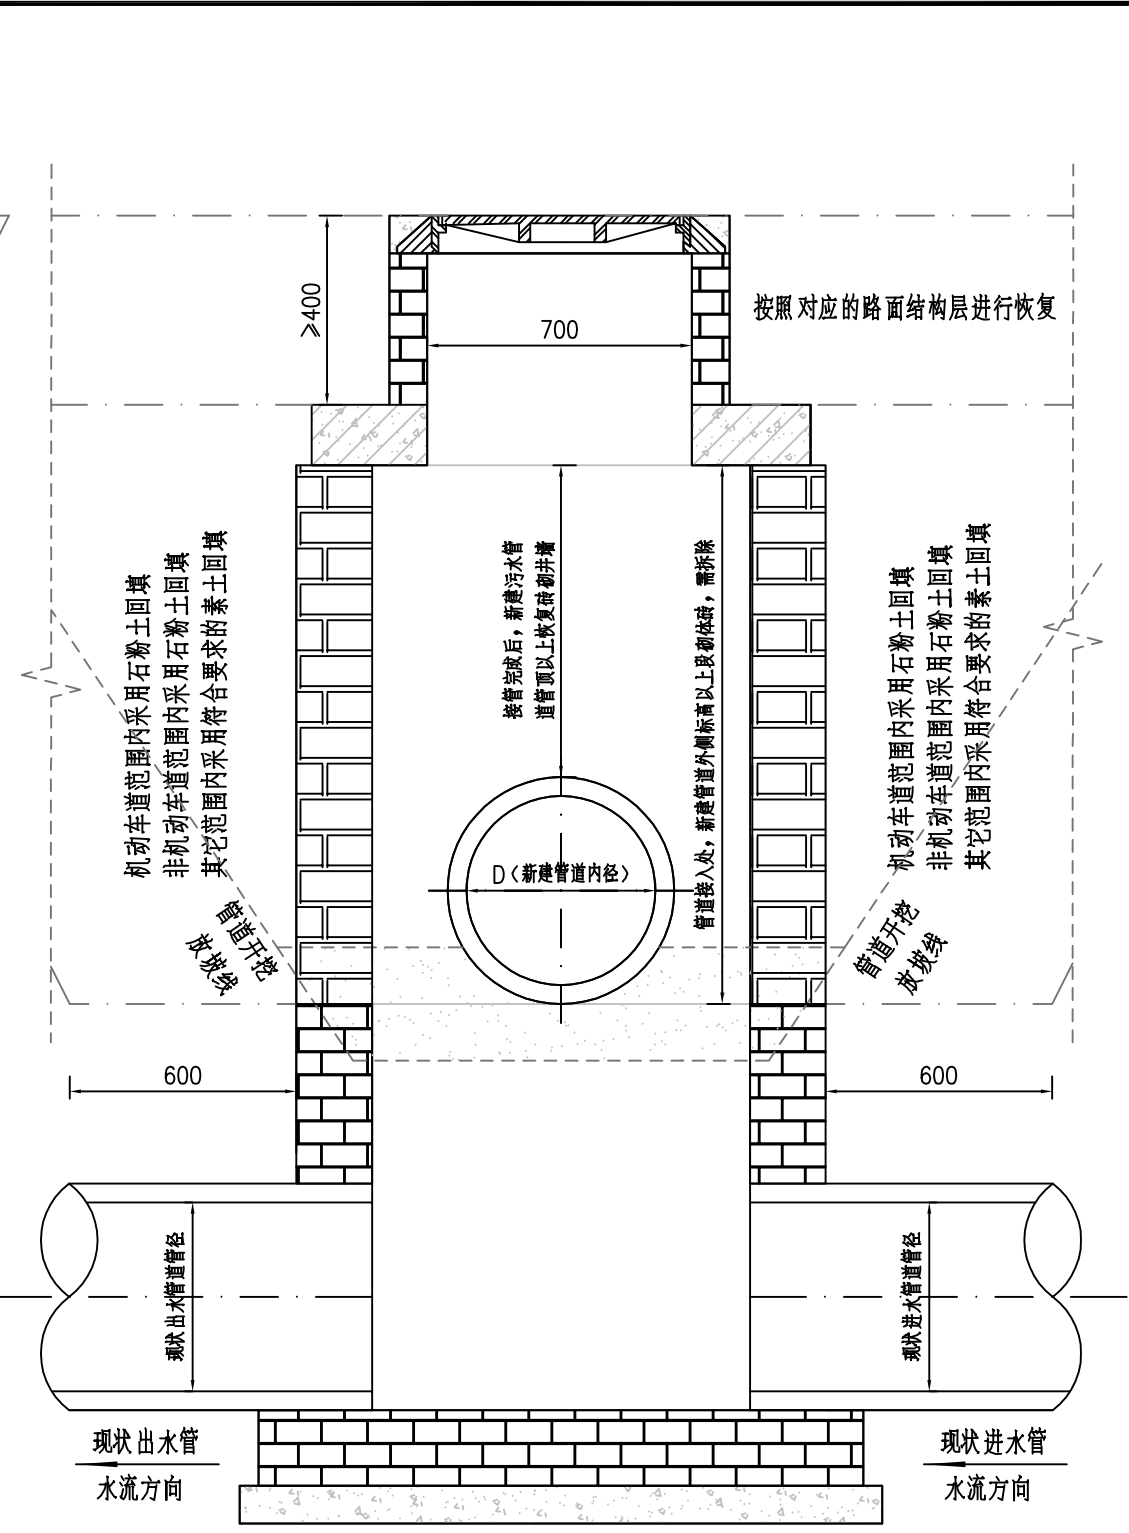 ≥400
700
按照对应的路面结构层进行恢复
机动车道范围内采用石粉土回填
非机动车道范围内采用石粉土回填
其它范围内采用符合要求的素土回填
接管完成后，新建污水管
道管顶以上恢复砖砌井墙
管道接入处，新建管道外侧标高以上段砌体砖，需拆除
机动车道范围内采用石粉土回填
非机动车道范围内采用石粉土回填
其它范围内采用符合要求的素土回填
D（新建管道内径）
管道开挖
放坡线
管道开挖
放坡线
600
600
现状出水管道管径
现状进水管道管径
现状出水管
水流方向
现状进水管
水流方向